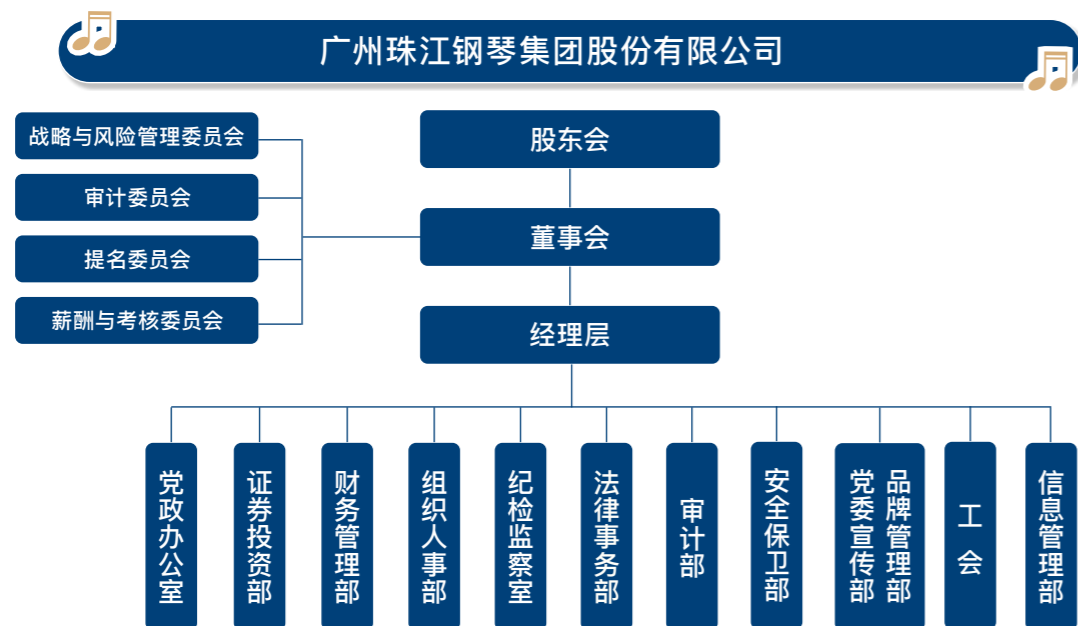 广州珠江钢琴集团股份有限公司
战略与风险管理委员会
审计委员会
提名委员会
薪酬与考核委员会
股东会
董事会
经理层
党政办公室
证券投资部
财务管理部
组织人事部
纪检监察室
法律事务部
审计部
安全保卫部
党委宣传部
品牌管理部
工会
信息管理部